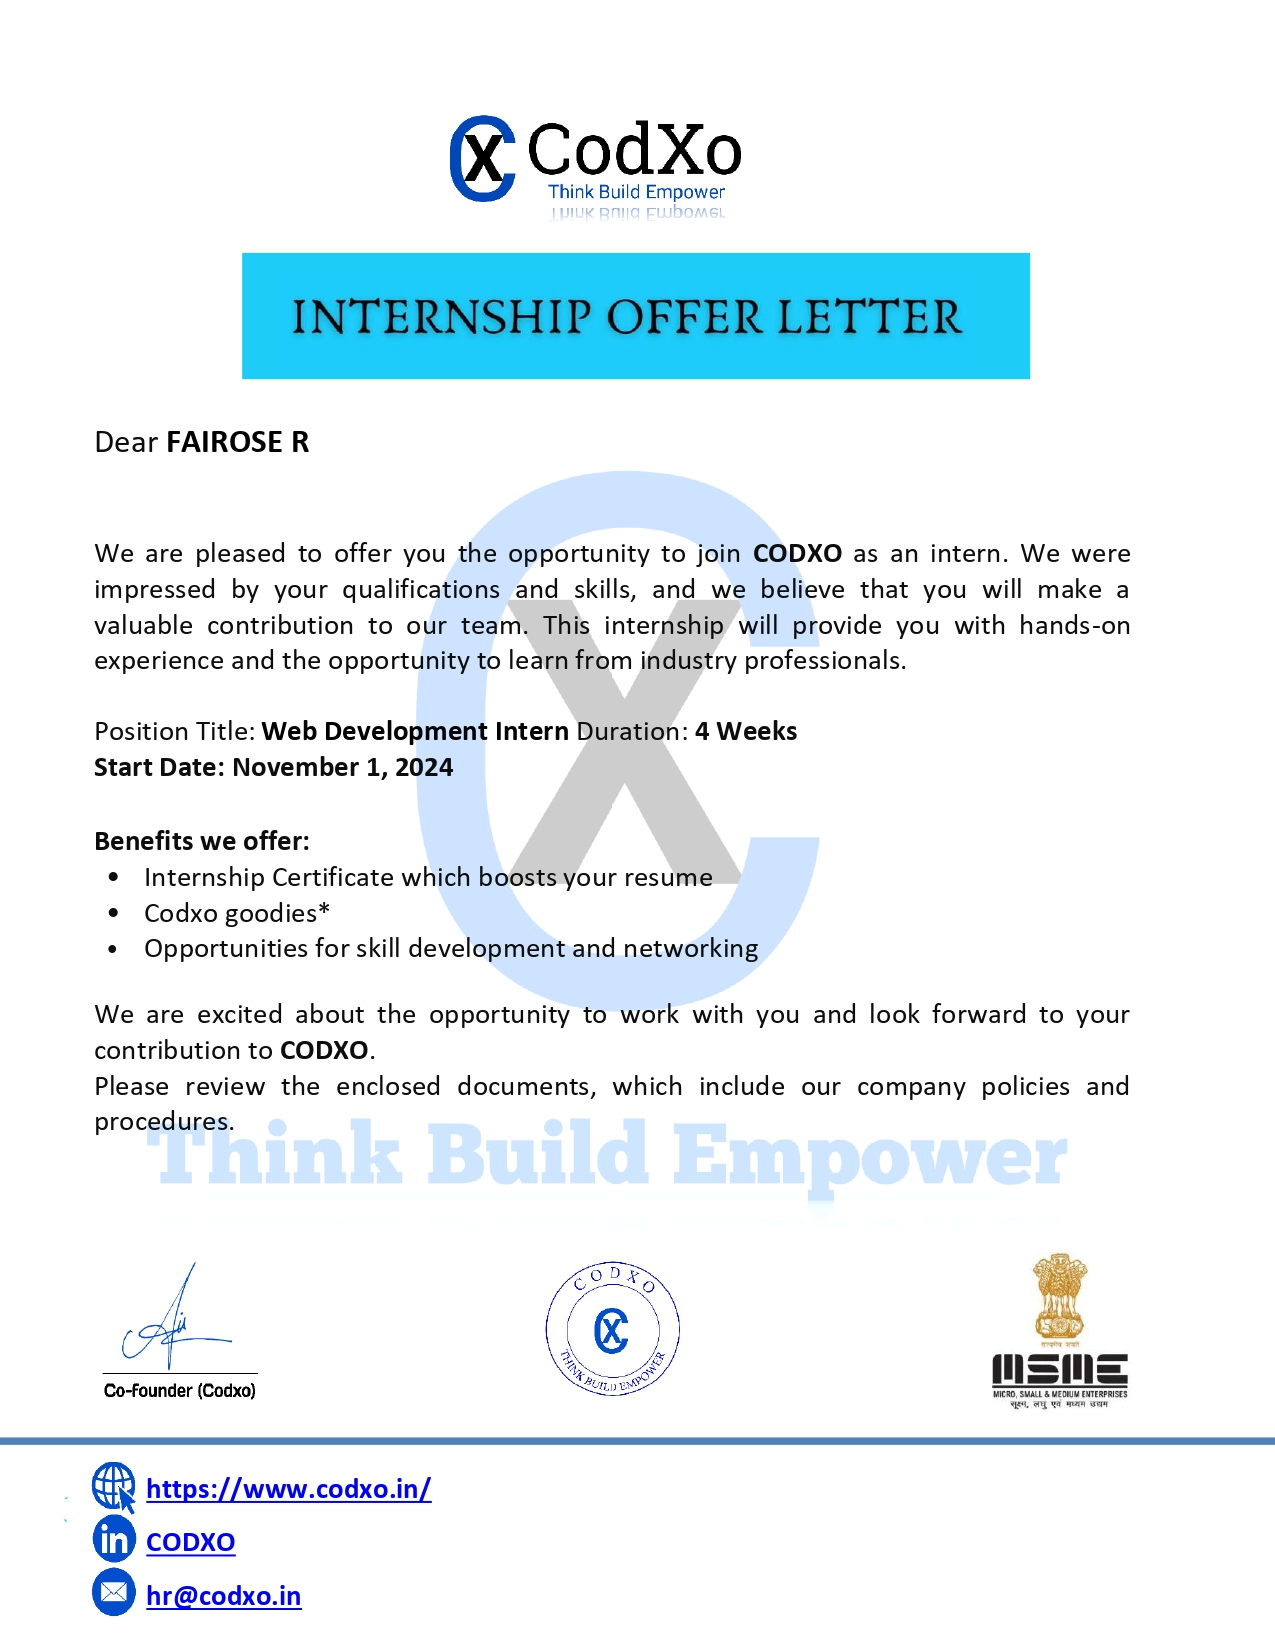 CodXo
Think Build Empower
INTERNSHIP OFFER LETTER
Dear FAIROSE R
We are pleased to offer you the opportunity to join CODXO as an intern. We were
impressed by your qualifications and skills, and we believe that you will make a
valuable contribution to our team. This internship will provide you with hands-on
experience and the opportunity to learn from industry professionals.
Position Title: Web Development Intern Duration: 4 Weeks
Start Date: November 1, 2024
Benefits we offer:
• Internship Certificate which boosts your resume
• Codxo goodies*
• Opportunities for skill development and networking
We are excited about the opportunity to work with you and look forward to your
contribution to CODXO.
Please review the enclosed documents, which include our company policies and
procedures.
Think Build Empower
Co-Founder (Codxo)
CODXO
THINK BUILD EMPOWER
सत्यमेव जयते
MSME
MICRO, SMALL & MEDIUM ENTERPRISES
सूक्ष्म, लघु एवं मध्यम उद्यम
https://www.codxo.in/
in CODXO
hr@codxo.in